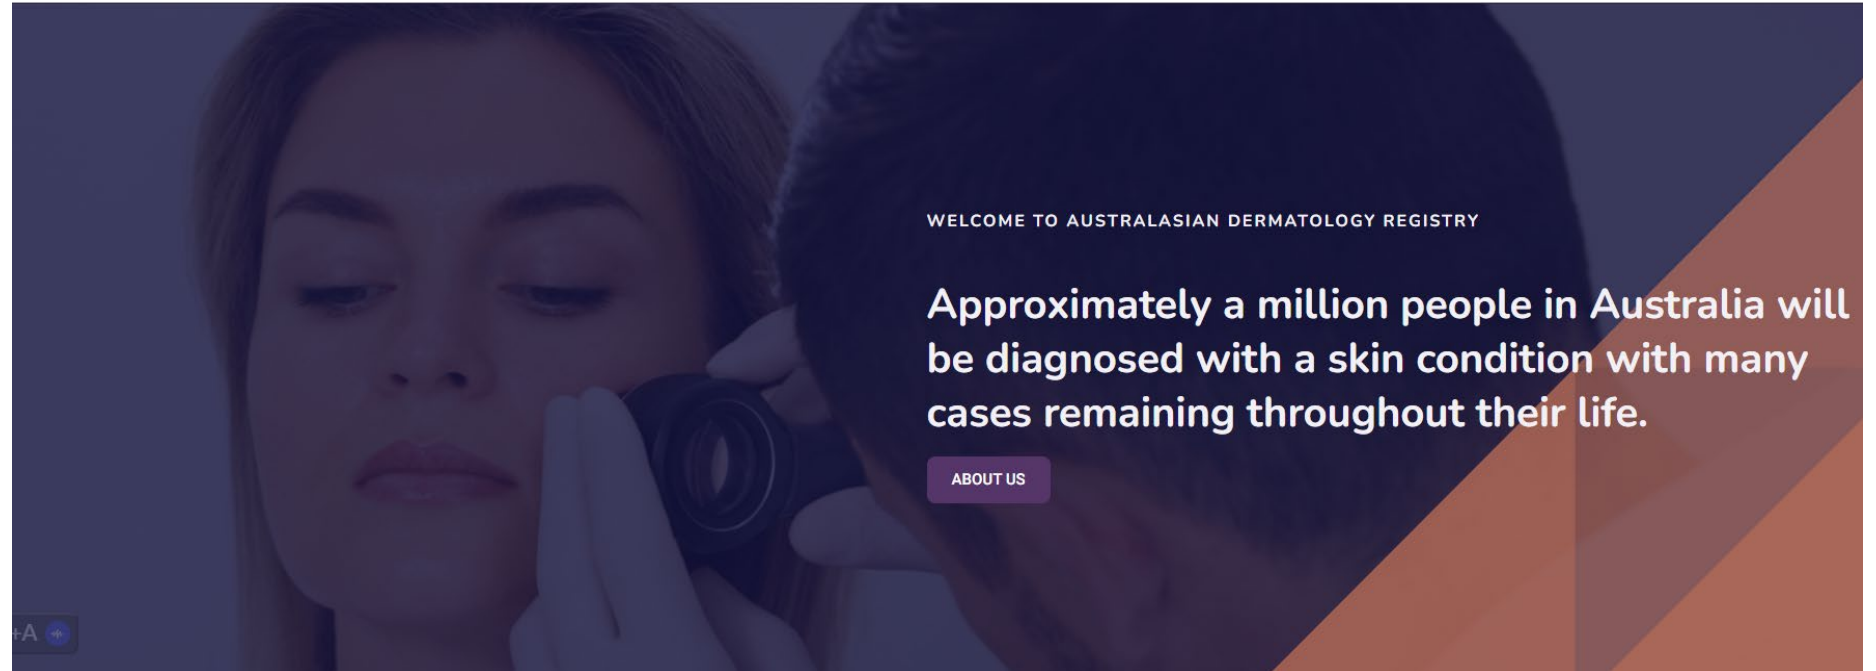 WELCOME TO AUSTRALASIAN DERMATOLOGY REGISTRY
Approximately a million people in Australia will
be diagnosed with a skin condition with many
cases remaining throughout their life.
ABOUT US
+A